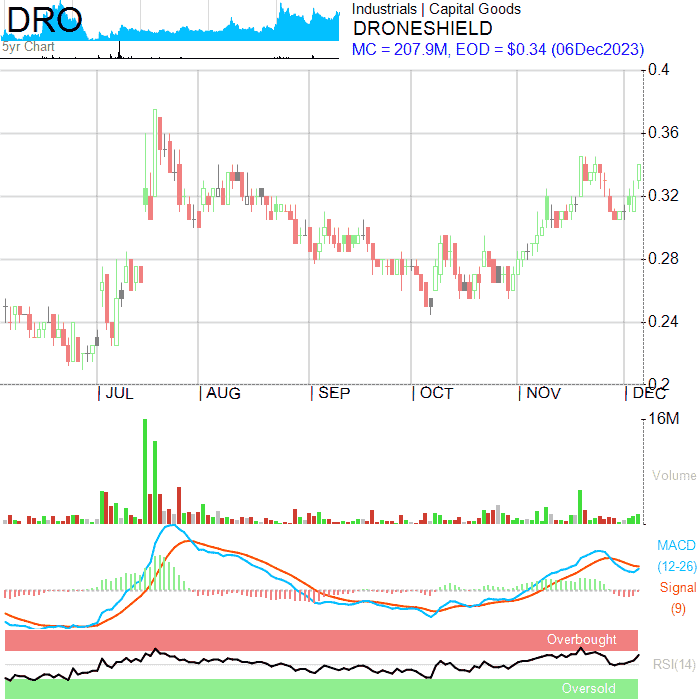 DRO
5yr Chart
Industrials | Capital Goods
DRONESHIELD
MC = 207.9M, EOD = $0.34 (06Dec2023)
0.4
0.36
0.32
0.28
0.24
0.2
JUL
AUG
SEP
OCT
NOV
DEC
16M
Volume
MACD
(12-26)
Signal
(9)
Overbought
RSI(14)
Oversold